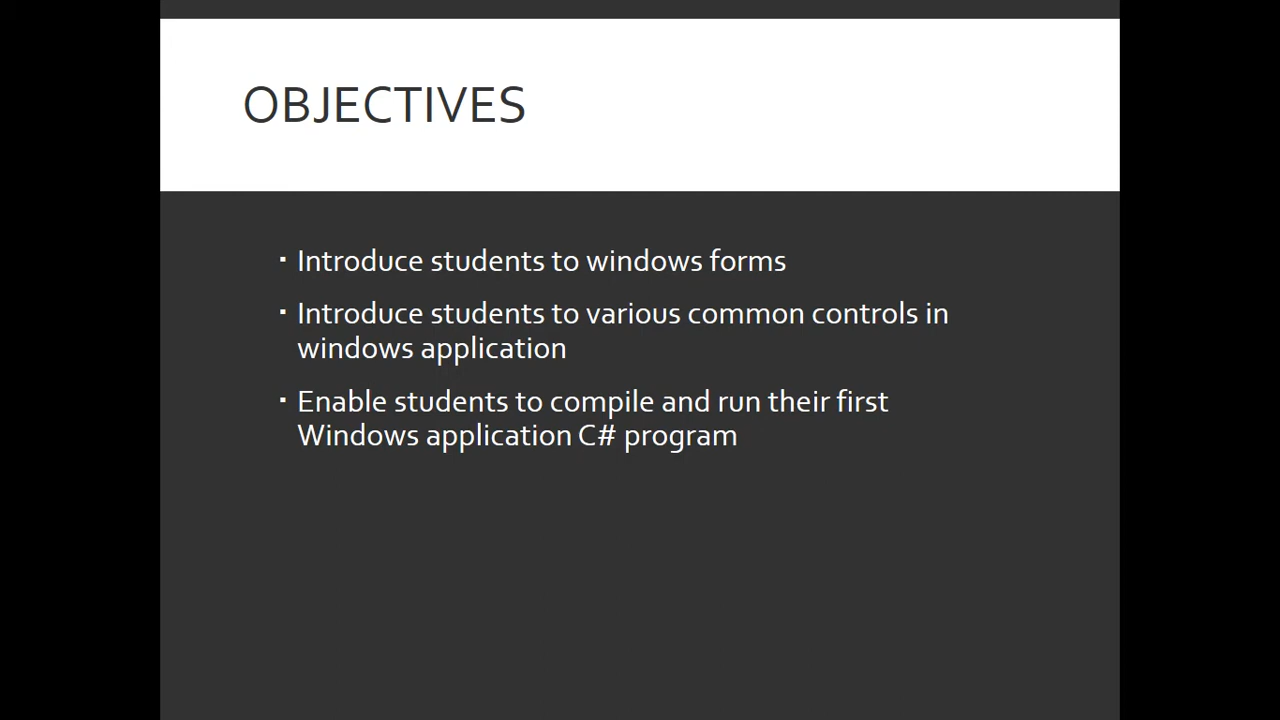 OBJECTIVES
▪ Introduce students to windows forms
▪ Introduce students to various common controls in
windows application
▪ Enable students to compile and run their first
Windows application C# program